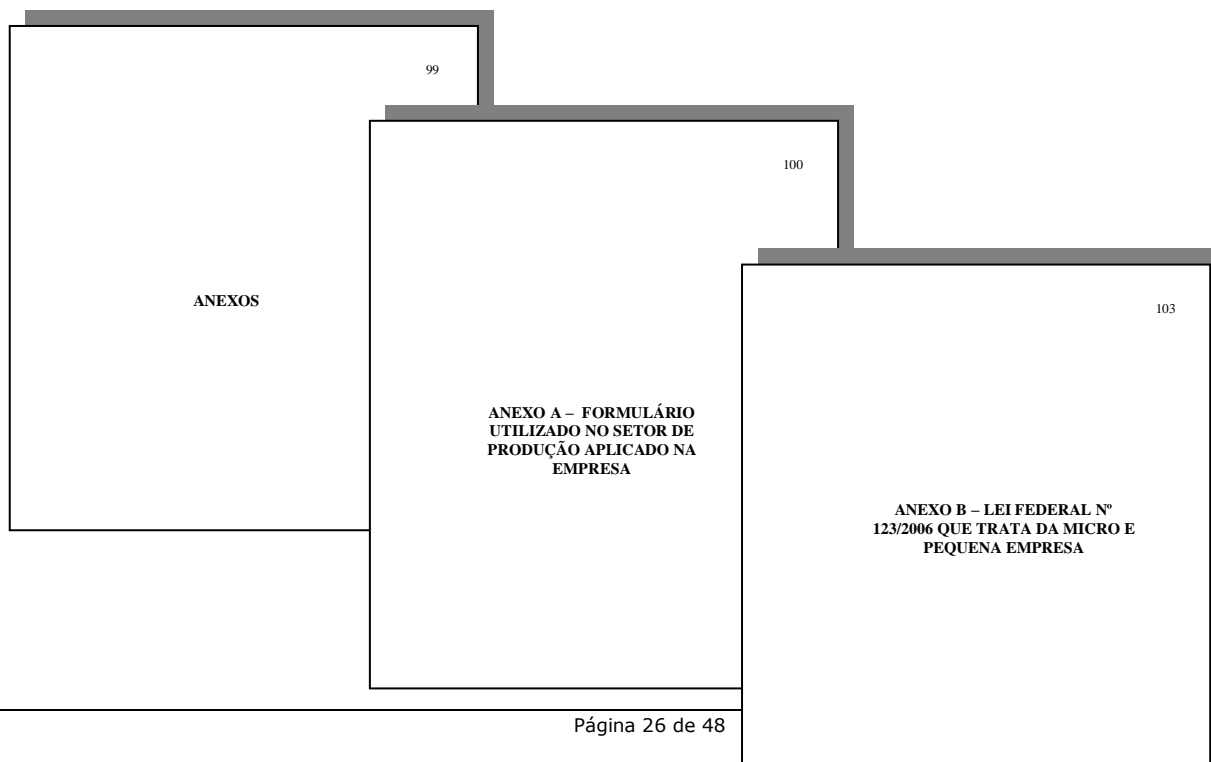 99
ANEXOS
100
ANEXO A – FORMULÁRIO
UTILIZADO NO SETOR DE
PRODUÇÃO APLICADO NA
EMPRESA
103
ANEXO B – LEI FEDERAL Nº
123/2006 QUE TRATA DA MICRO E
PEQUENA EMPRESA
Página 26 de 48